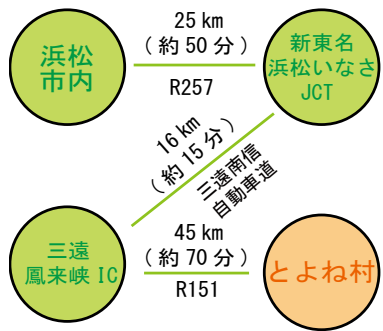 浜松
市内
25 km
（約 50 分）
R257
新東名
浜松いなさ
JCT
16 km
（約 15 分）
三遠南信
自動車道
三遠
鳳来峡 IC
45 km
（約 70 分）
R151
とよね村